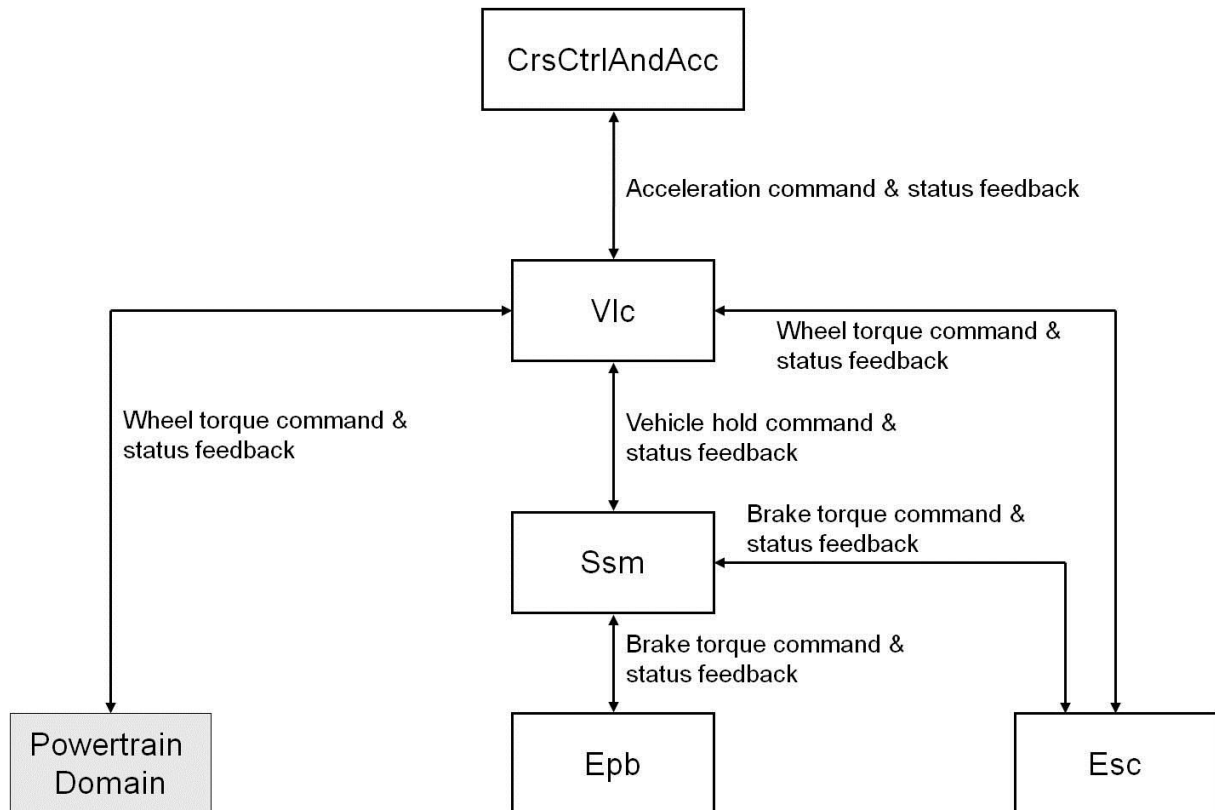 CrsCtrlAndAcc
Acceleration command & status feedback
Vlc
Wheel torque command &
status feedback
Wheel torque command &
status feedback
Vehicle hold command &
status feedback
Brake torque command &
status feedback
Ssm
Brake torque command &
status feedback
Powertrain
Domain
Epb
Esc